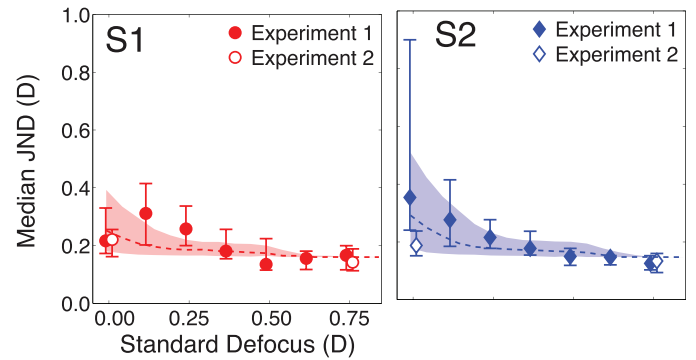 S1
Experiment 1
Experiment 2
S2
Experiment 1
Experiment 2
Median JND (D)
1.0
0.8
0.6
0.4
0.2
0.0
0.00 0.25 0.50 0.75
Standard Defocus (D)